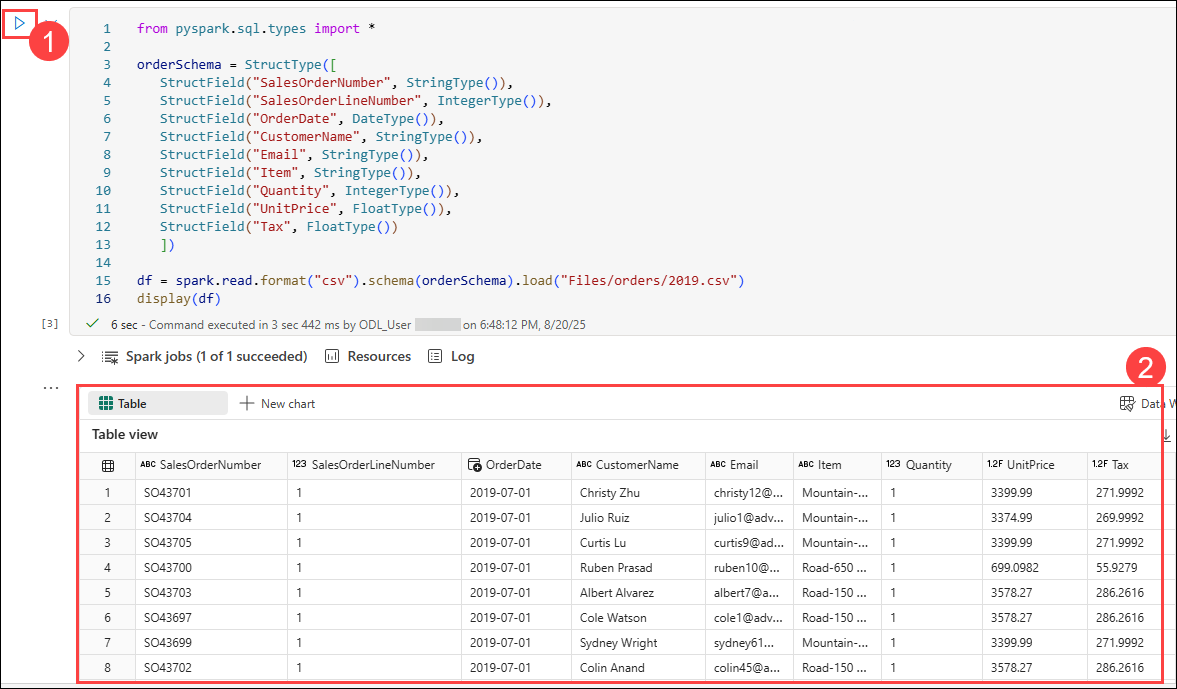 1
1 from pyspark.sql.types import *
2
3 orderSchema = StructType([
4 StructField("SalesOrderNumber", StringType()),
5 StructField("SalesOrderLineNumber", IntegerType()),
6 StructField("OrderDate", DateType()),
7 StructField("CustomerName", StringType()),
8 StructField("Email", StringType()),
9 StructField("Item", StringType()),
10 StructField("Quantity", IntegerType()),
11 StructField("UnitPrice", FloatType()),
12 StructField("Tax", FloatType())
13 ])
14
15 df = spark.read.format("csv").schema(orderSchema).load("Files/orders/2019.csv")
16 display(df)
[3] 6 sec - Command executed in 3 sec 442 ms by ODL_User on 6:48:12 PM, 8/20/25
Spark jobs (1 of 1 succeeded) Resources Log
2
Table New chart Data W
Table view
ABC SalesOrderNumber 123 SalesOrderLineNumber OrderDate ABC CustomerName ABC Email ABC Item 123 Quantity 1.2F UnitPrice 1.2F Tax
1 SO43701 1 2019-07-01 Christy Zhu christy12@... Mountain-... 1 3399.99 271.9992
2 SO43704 1 2019-07-01 Julio Ruiz julio1@adv... Mountain-... 1 3374.99 269.9992
3 SO43705 1 2019-07-01 Curtis Lu curtis9@ad... Mountain-... 1 3399.99 271.9992
4 SO43700 1 2019-07-01 Ruben Prasad ruben10@... Road-650 ... 1 699.0982 55.9279
5 SO43703 1 2019-07-01 Albert Alvarez albert7@a... Road-150 ... 1 3578.27 286.2616
6 SO43697 1 2019-07-01 Cole Watson cole1@adv... Road-150 ... 1 3578.27 286.2616
7 SO43699 1 2019-07-01 Sydney Wright sydney61... Mountain-... 1 3399.99 271.9992
8 SO43702 1 2019-07-01 Colin Anand colin45@a... Road-150 ... 1 3578.27 286.2616